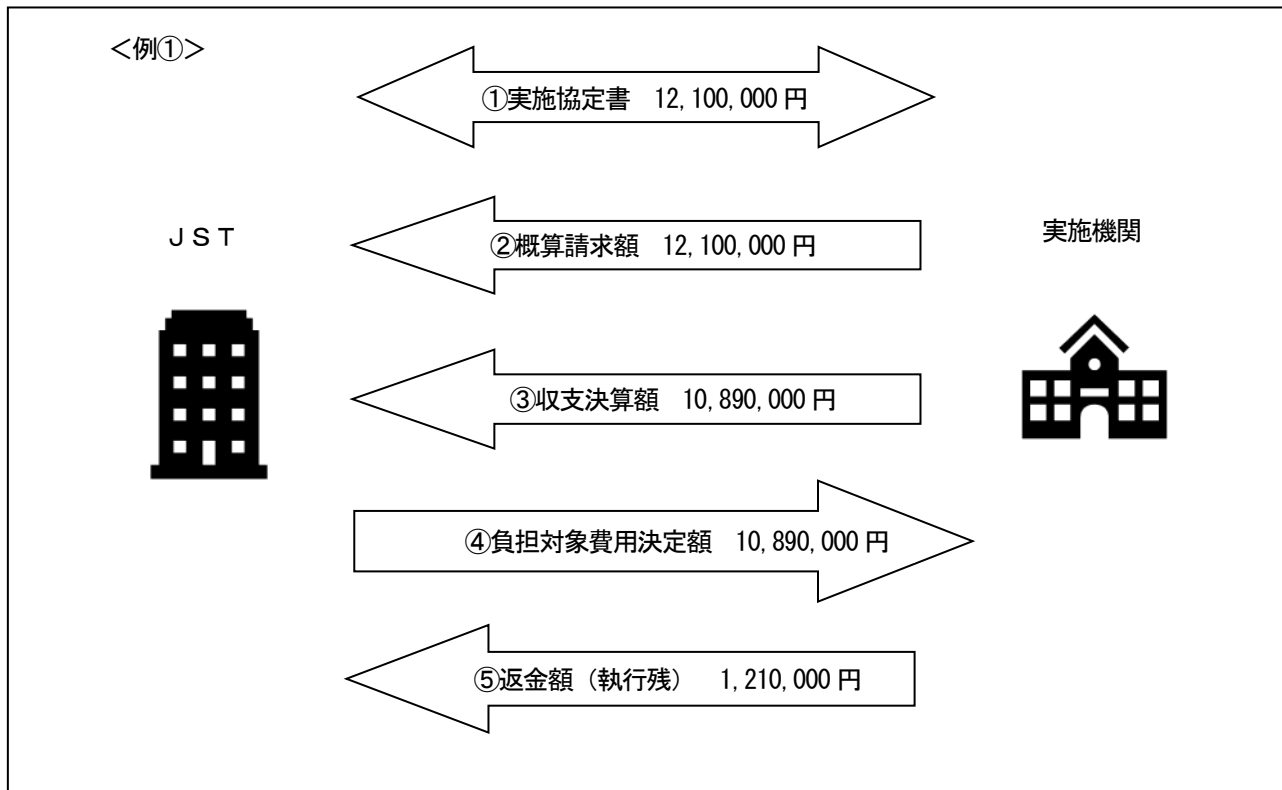 ＜例①＞
①実施協定書　12,100,000 円
ＪＳＴ
実施機関
②概算請求額　12,100,000 円
③収支決算額　10,890,000 円
④負担対象費用決定額　10,890,000 円
⑤返金額（執行残）　1,210,000 円